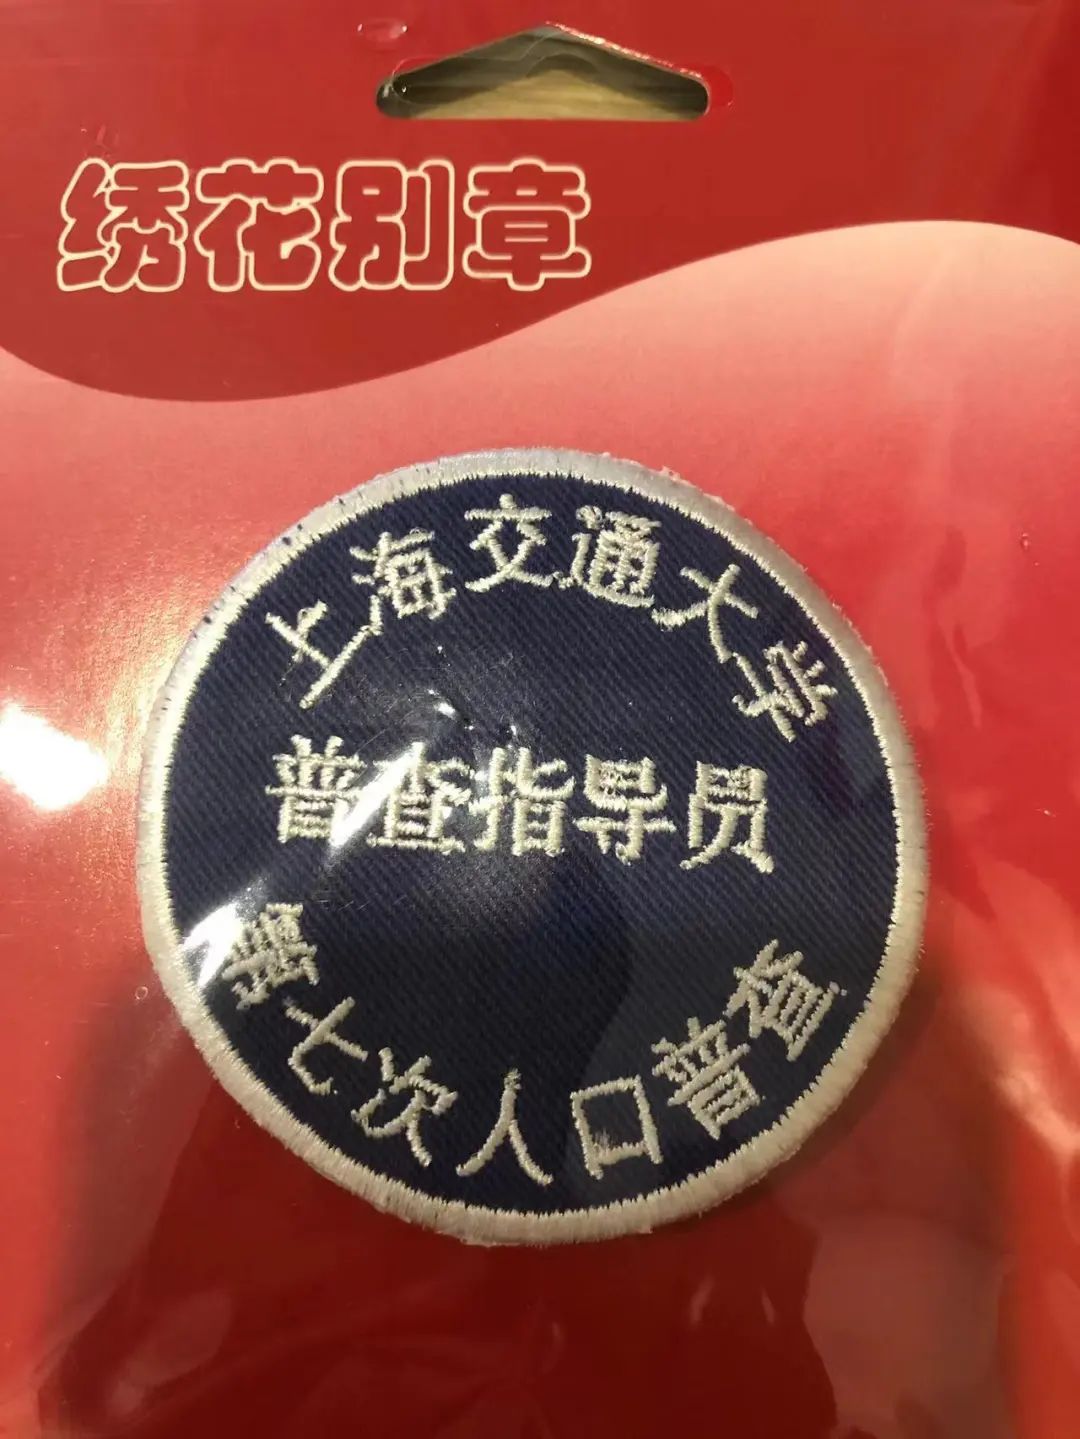 绣花别章
上海交通大学
普查指导员
第七次人口普查